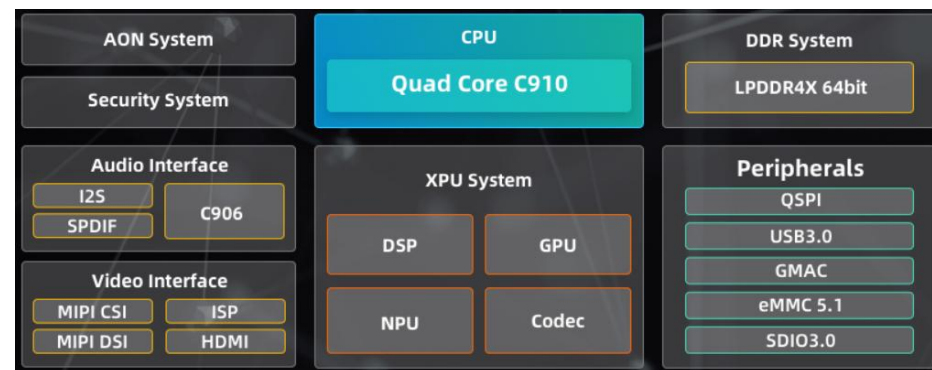 AON System
Security System
CPU
Quad Core C910
DDR System
LPDDR4X 64bit
Audio Interface
I2S
SPDIF
C906
Video Interface
MIPI CSI
ISP
MIPI DSI
HDMI
XPU System
DSP
GPU
NPU
Codec
Peripherals
QSPI
USB3.0
GMAC
eMMC 5.1
SDIO3.0